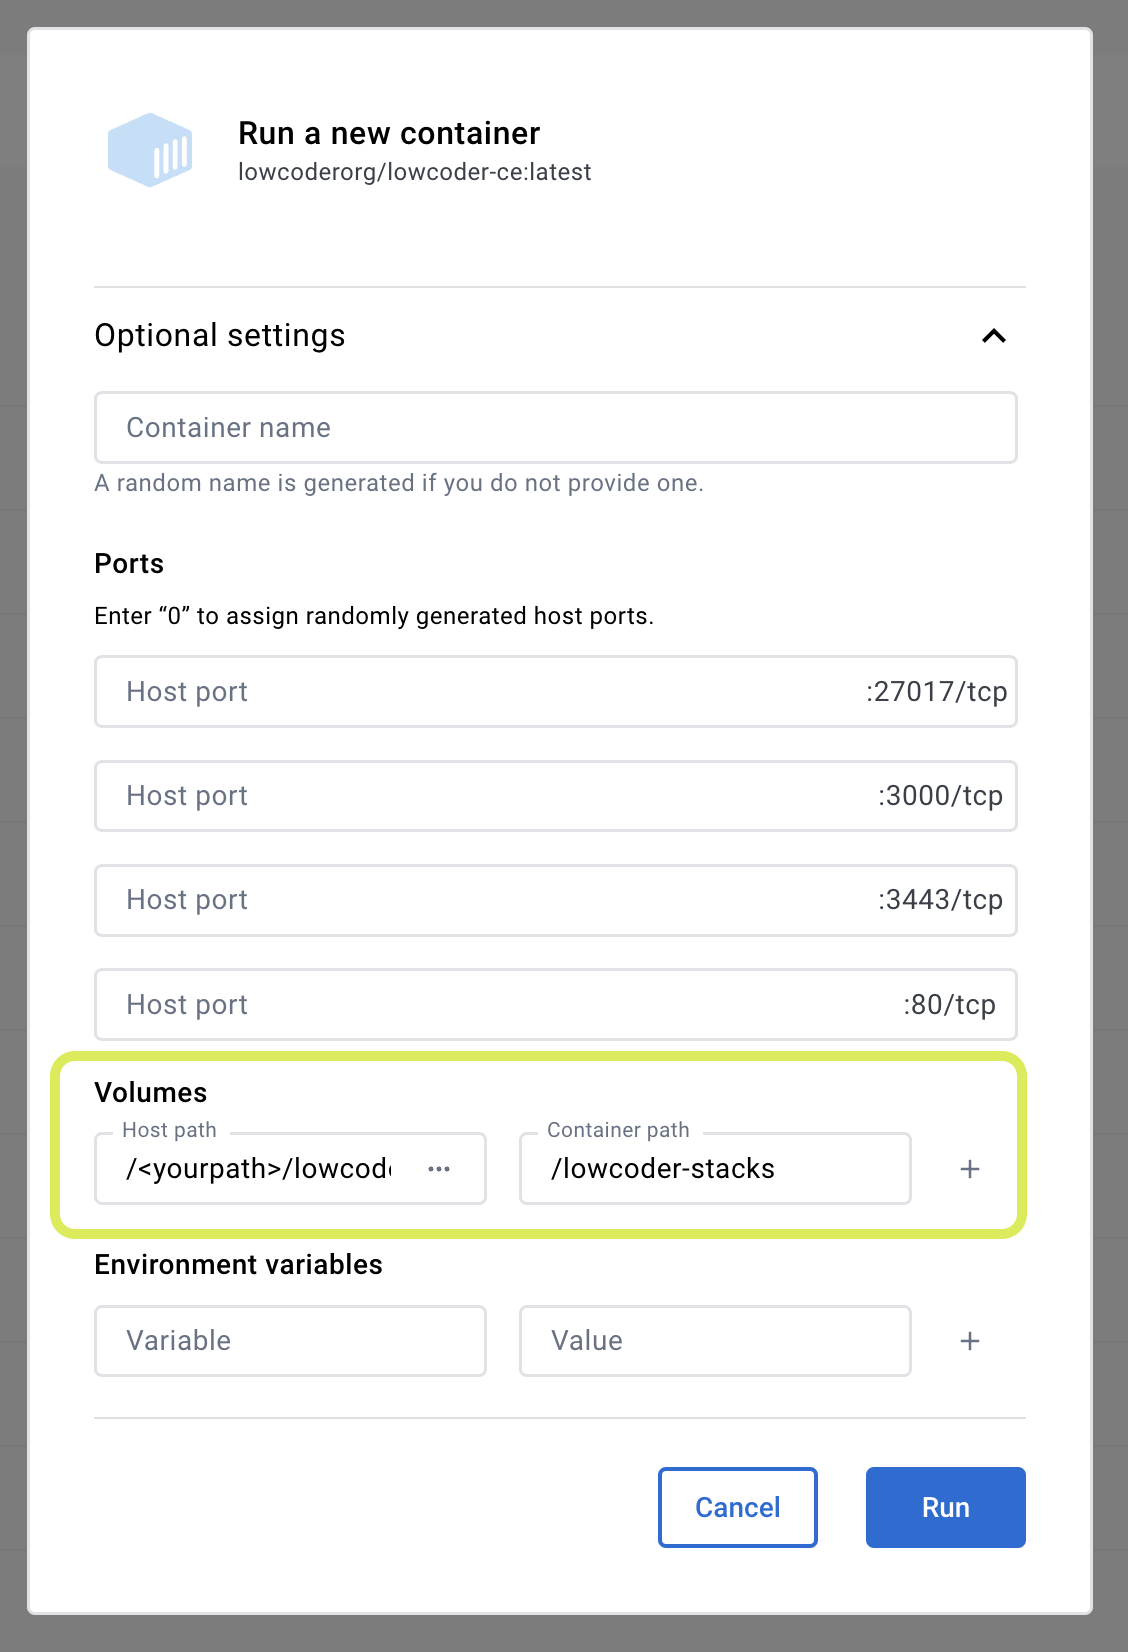 Run a new container
lowcoderorg/lowcoder-ce:latest
Optional settings
Container name
A random name is generated if you do not provide one.
Ports
Enter “0” to assign randomly generated host ports.
Host port :27017/tcp
Host port :3000/tcp
Host port :3443/tcp
Host port :80/tcp
Volumes
Host path Container path
/<yourpath>/lowcod ··· /lowcoder-stacks +
Environment variables
Variable Value +
Cancel Run